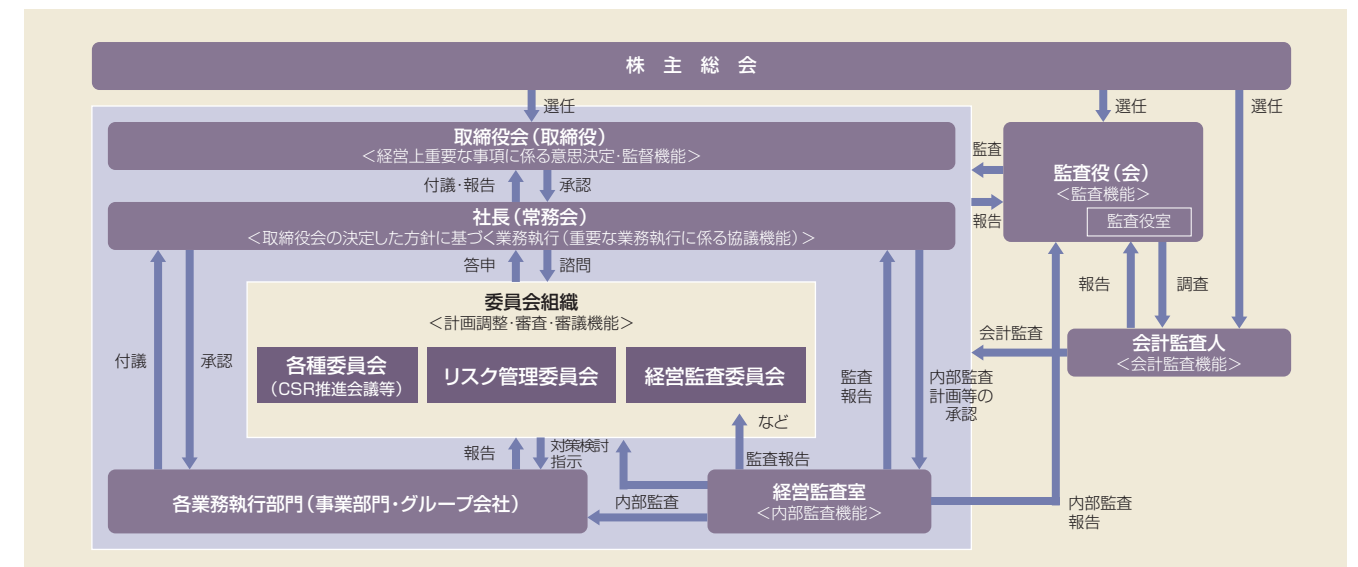 株主総会
選任
選任
選任
取締役会(取締役)
<経営上重要な事項に係る意思決定・監督機能>
監査
監査役(会)
<監査機能>
監査役室
付議・報告
承認
報告
社長(常務会)
<取締役会の決定した方針に基づく業務執行(重要な業務執行に係る協議機能)>
答申
諮問
報告
調査
委員会組織
<計画調整・審査・審議機能>
会計監査
会計監査人
<会計監査機能>
付議
承認
各種委員会
(CSR推進会議等)
リスク管理委員会
経営監査委員会
監査
報告
内部監査
計画等の
承認
など
報告
対策検討
指示
監査報告
各業務執行部門(事業部門・グループ会社)
内部監査
経営監査室
<内部監査機能>
内部監査
報告